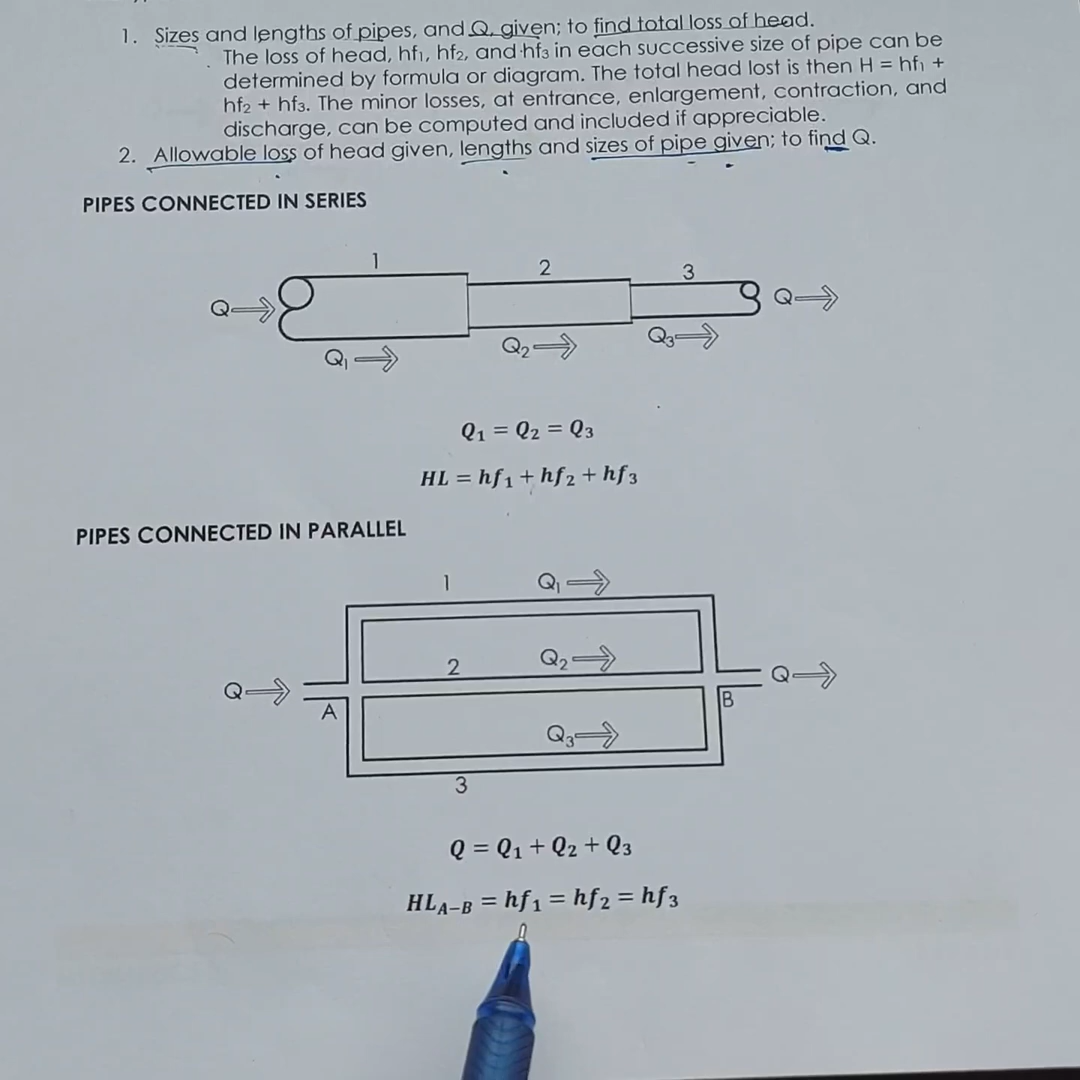 1. Sizes and lengths of pipes, and Q, given; to find total loss of head.
The loss of head, hf₁, hf₂, and hf₃ in each successive size of pipe can be
determined by formula or diagram. The total head lost is then H = hf₁ +
hf₂ + hf₃. The minor losses, at entrance, enlargement, contraction, and
discharge, can be computed and included if appreciable.
2. Allowable loss of head given, lengths and sizes of pipe given; to find Q.
PIPES CONNECTED IN SERIES
1
2
3
Q
Q
Q₁
Q₂
Q₃
Q₁ = Q₂ = Q₃
HL = hf₁ + hf₂ + hf₃
PIPES CONNECTED IN PARALLEL
1
Q₁
2
Q₂
Q
Q
A
B
Q₃
3
Q = Q₁ + Q₂ + Q₃
HL_A−B = hf₁ = hf₂ = hf₃